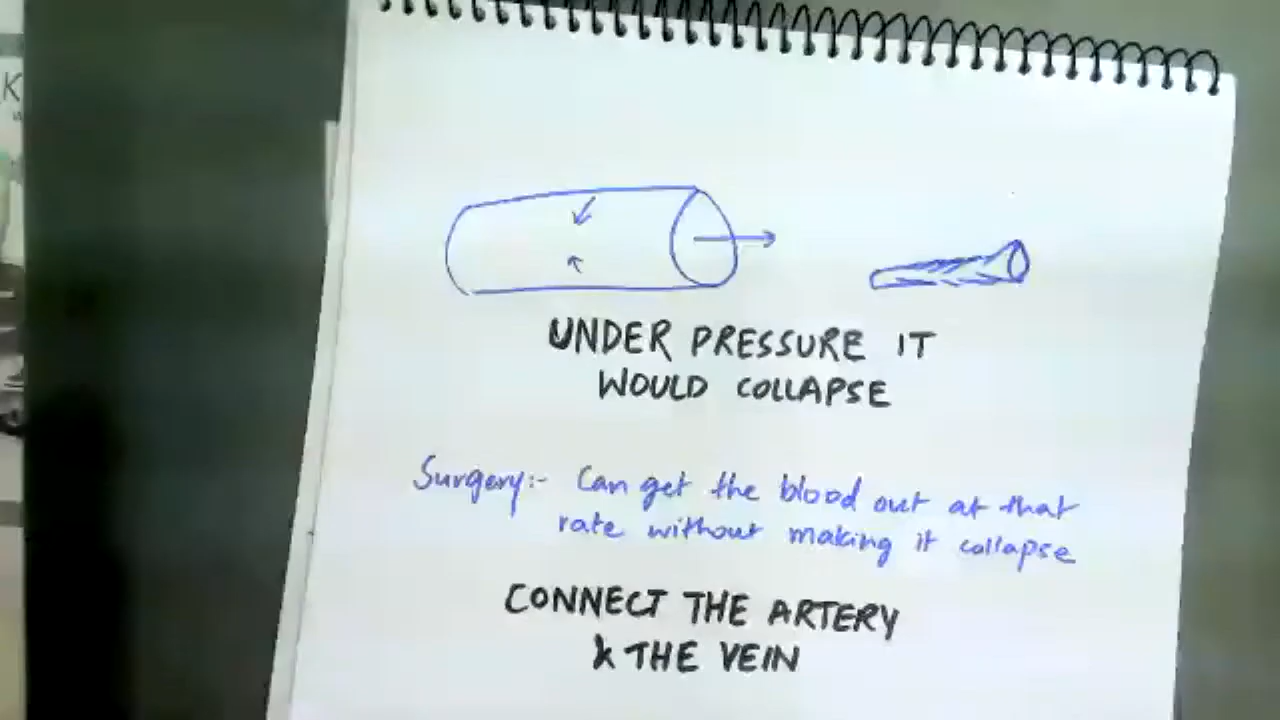 K
UNDER PRESSURE IT
WOULD COLLAPSE
Surgery:- Can get the blood out at that
rate without making it collapse
CONNECT THE ARTERY
& THE VEIN